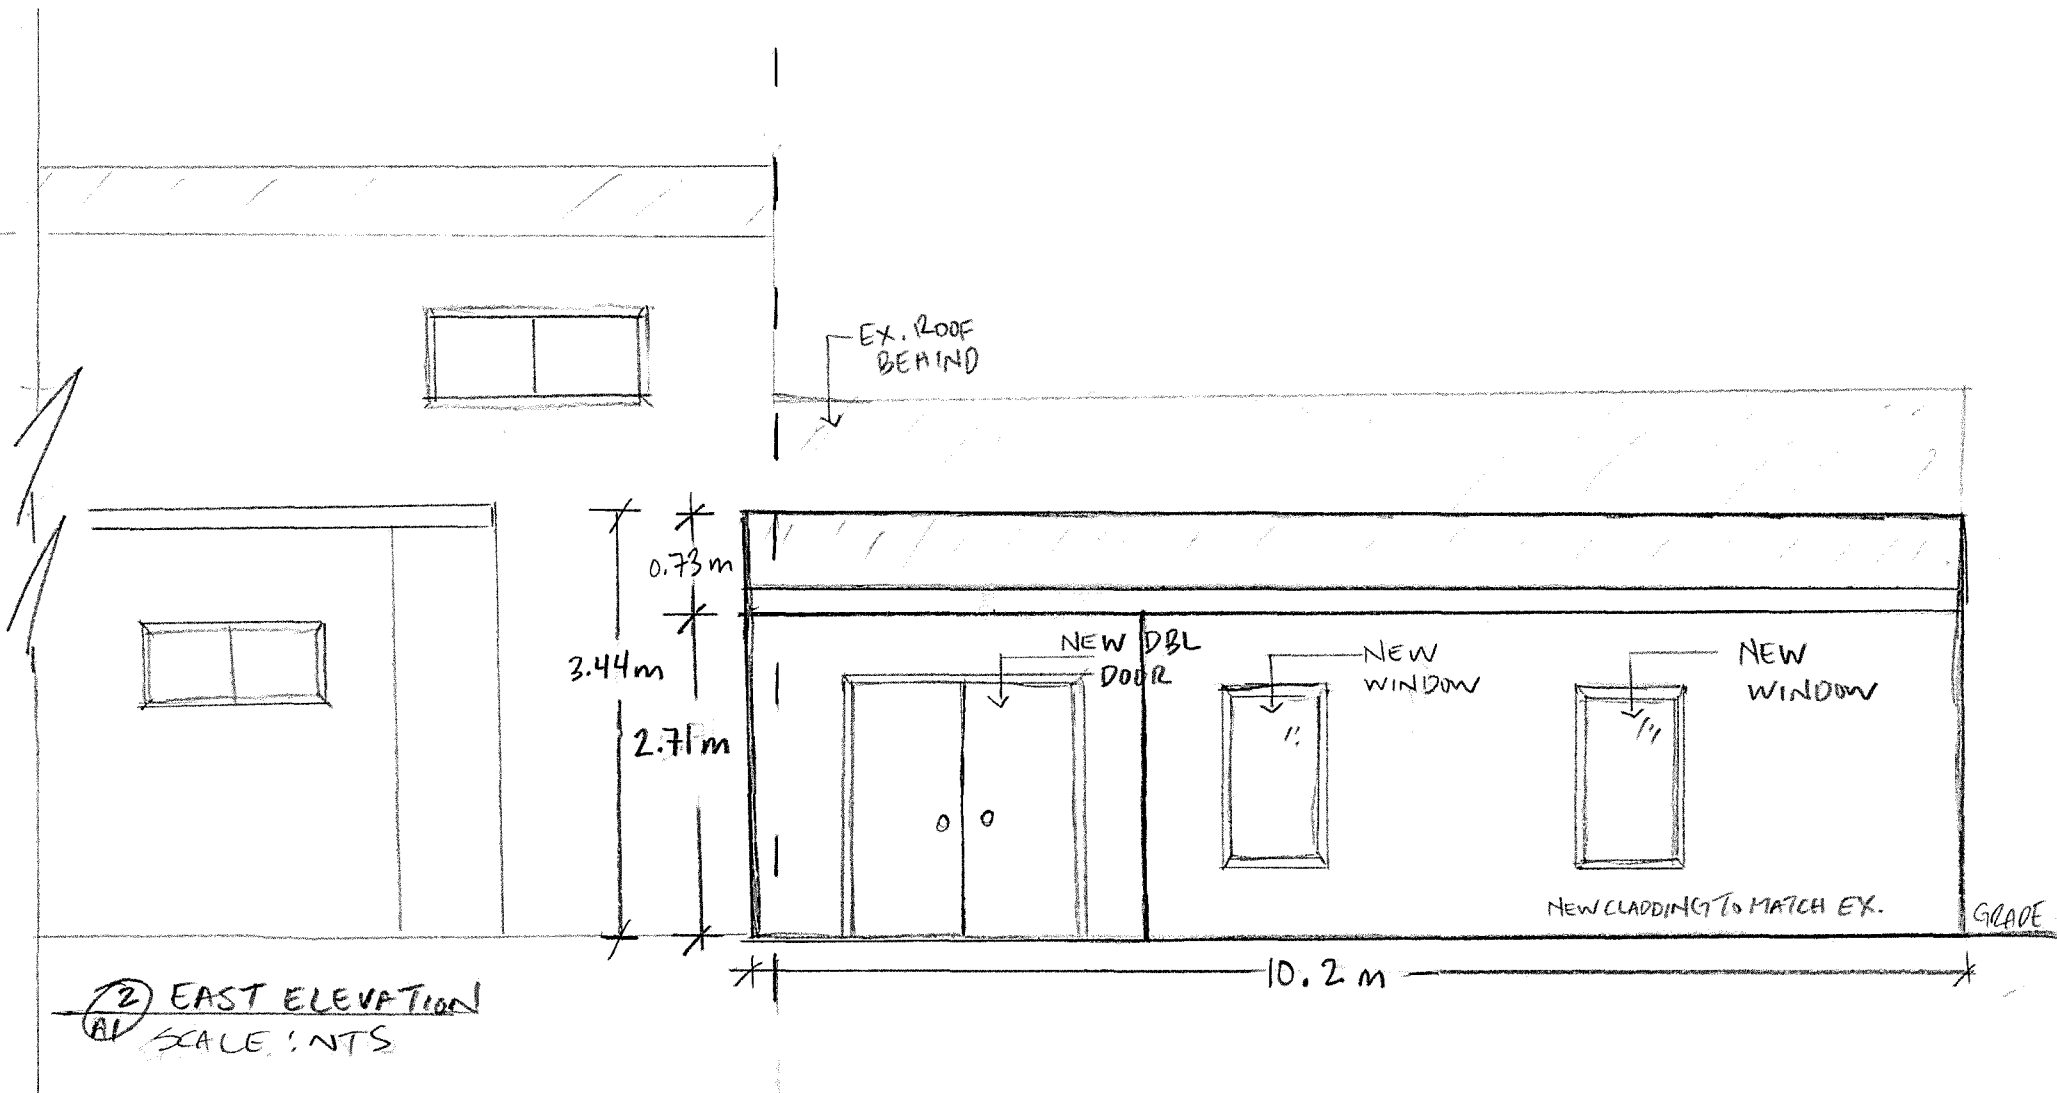 EX. ROOF
BEHIND
0.73m
3.44m
2.71m
NEW DBL
DOOR
NEW
WINDOW
NEW
WINDOW
NEW CLADDING TO MATCH EX.
GRADE
10.2 m
2
A1
EAST ELEVATION
SCALE : NTS